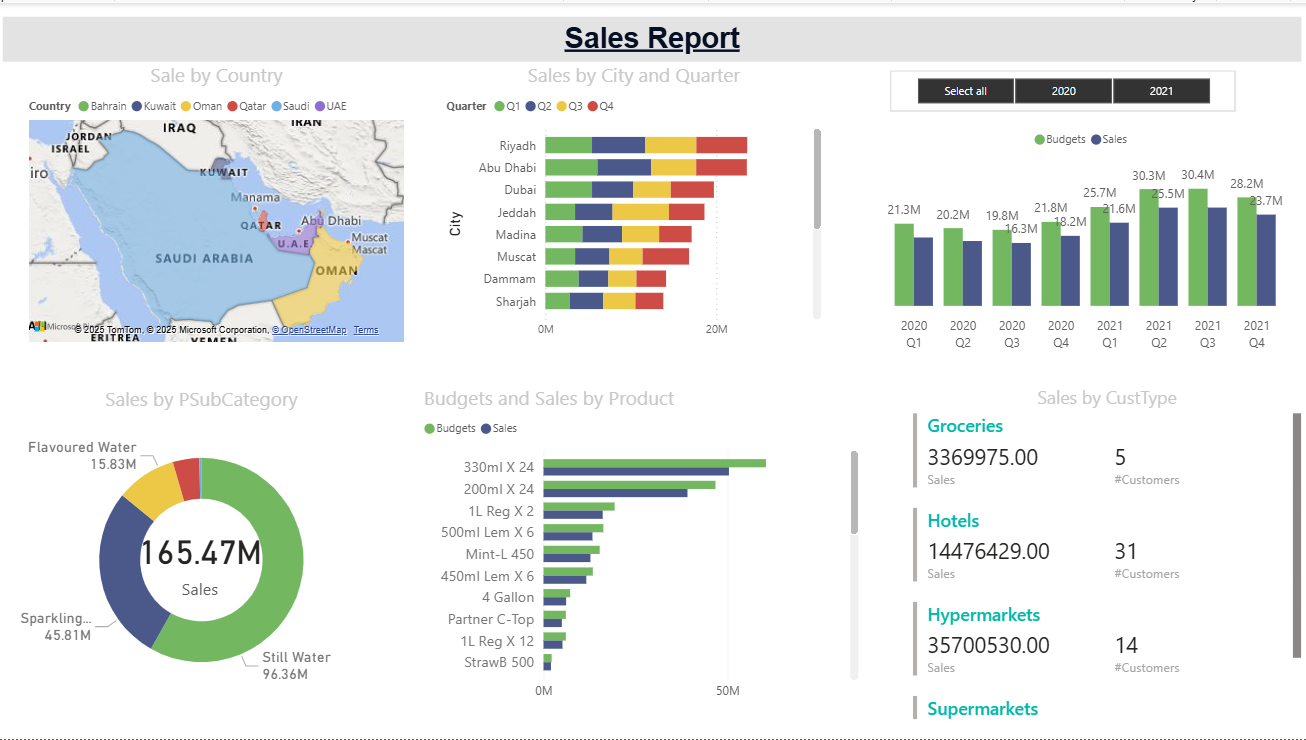 Sales Report
Sale by Country
Country Bahrain Kuwait Oman Qatar Saudi UAE
IRAQ
IRAN
JORDAN
ISRAEL
iro
KUWAIT
Manama
QATAR
Abu Dhabi
U.A.E.
Muscat
Mascat
SAUDI ARABIA
OMAN
© 2025 TomTom, © 2025 Microsoft Corporation, © OpenStreetMap Terms
ERITREA
YEMEN
Sales by City and Quarter
Quarter Q1 Q2 Q3 Q4
City
Riyadh
Abu Dhabi
Dubai
Jeddah
Madina
Muscat
Dammam
Sharjah
0M 20M
Select all 2020 2021
Budgets Sales
21.3M
20.2M
19.8M
16.3M
21.8M
18.2M
25.7M
21.6M
30.3M
25.5M
30.4M
28.2M
23.7M
2020 2020 2020 2020 2021 2021 2021 2021
Q1 Q2 Q3 Q4 Q1 Q2 Q3 Q4
Sales by PSubCategory
Flavoured Water
15.83M
165.47M
Sales
Sparkling...
45.81M
Still Water
96.36M
Budgets and Sales by Product
Budgets Sales
330ml X 24
200ml X 24
1L Reg X 2
500ml Lem X 6
Mint-L 450
450ml Lem X 6
4 Gallon
Partner C-Top
1L Reg X 12
StrawB 500
0M 50M
Sales by CustType
Groceries
3369975.00 5
Sales #Customers
Hotels
14476429.00 31
Sales #Customers
Hypermarkets
35700530.00 14
Sales #Customers
Supermarkets